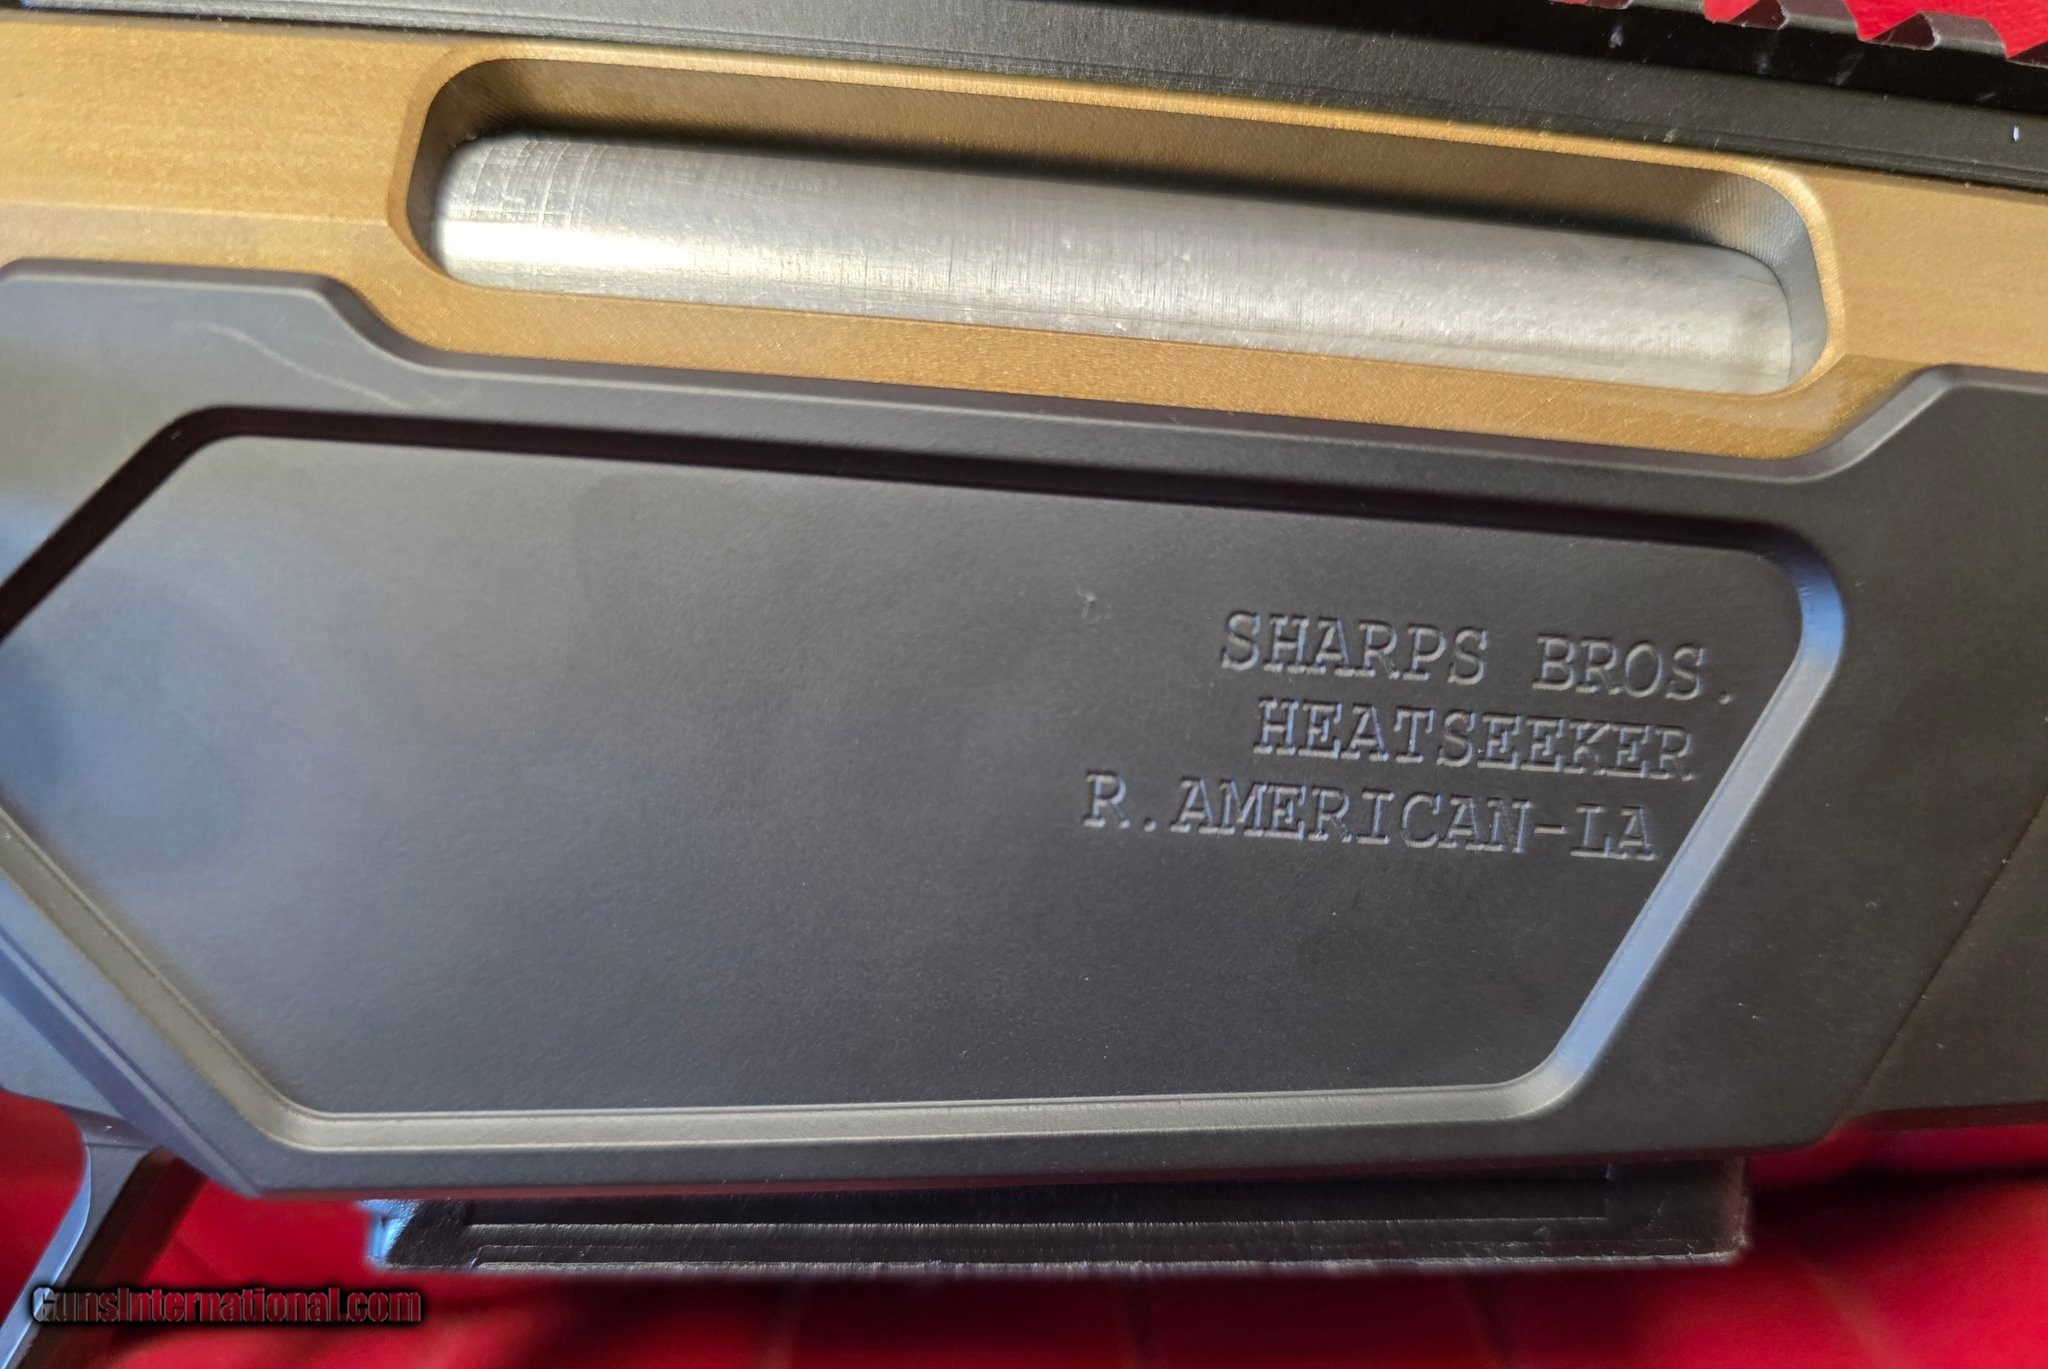 SHARPS BROS.
HEATSEEKER
R.AMERICAN-LA
GunsInternational.com